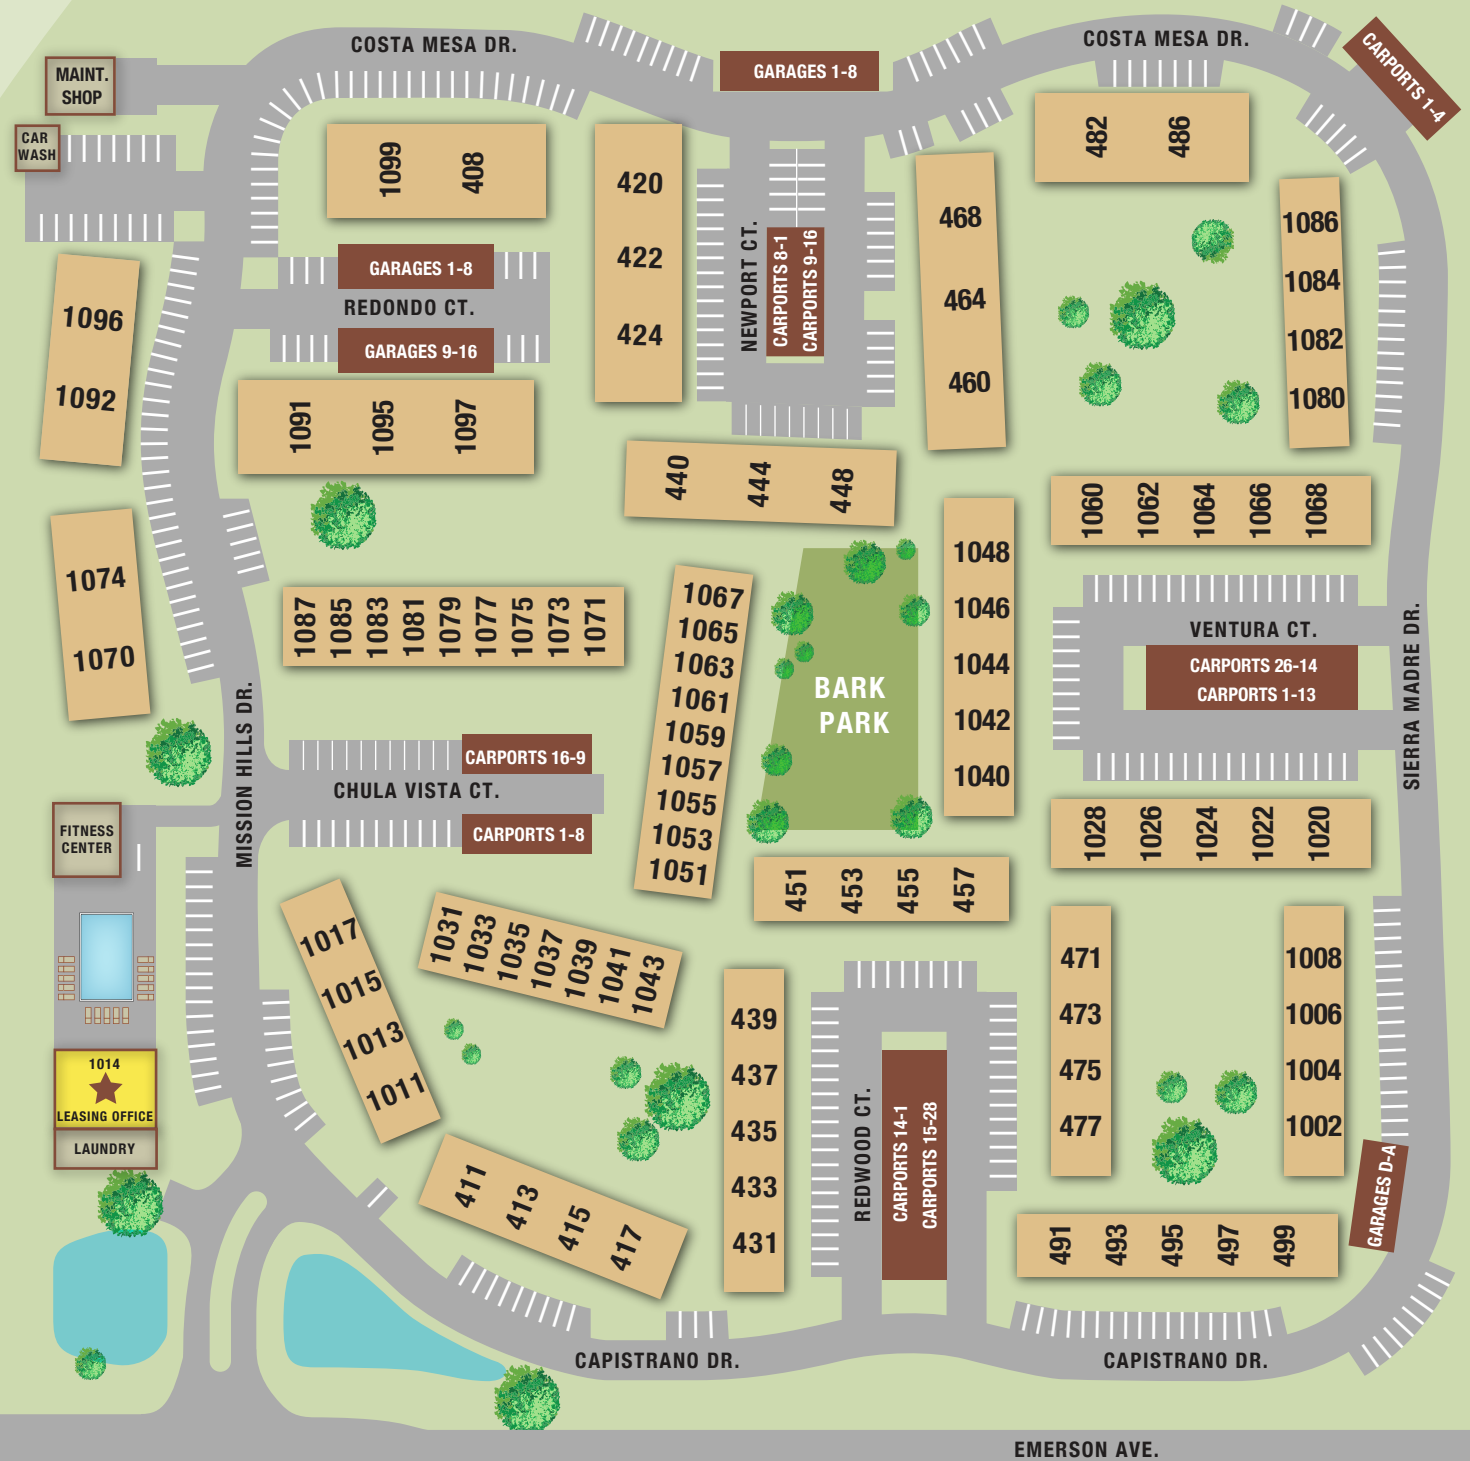 COSTA MESA DR.
COSTA MESA DR.
MAINT.
SHOP
CAR
WASH
GARAGES 1-8
CARPORTS 1-4
1099
408
420
422
424
482
486
468
464
460
1086
1084
1082
1080
NEWPORT CT.
CARPORTS 8-1
CARPORTS 9-16
GARAGES 1-8
REDONDO CT.
GARAGES 9-16
1096
1092
1091
1095
1097
440
444
448
1060
1062
1064
1066
1068
1074
1070
1087
1085
1083
1081
1079
1077
1075
1073
1071
1067
1065
1063
1061
1059
1057
1055
1053
1051
BARK
PARK
1048
1046
1044
1042
1040
VENTURA CT.
CARPORTS 26-14
CARPORTS 1-13
SIERRA MADRE DR.
MISSION HILLS DR.
CARPORTS 16-9
CHULA VISTA CT.
CARPORTS 1-8
FITNESS
CENTER
1028
1026
1024
1022
1020
451
453
455
457
1017
1015
1013
1011
1031
1033
1035
1037
1039
1041
1043
439
437
435
433
431
471
473
475
477
1008
1006
1004
1002
REDWOOD CT.
CARPORTS 14-1
CARPORTS 15-28
1014
LEASING OFFICE
LAUNDRY
411
413
415
417
491
493
495
497
499
GARAGES D-A
CAPISTRANO DR.
CAPISTRANO DR.
EMERSON AVE.